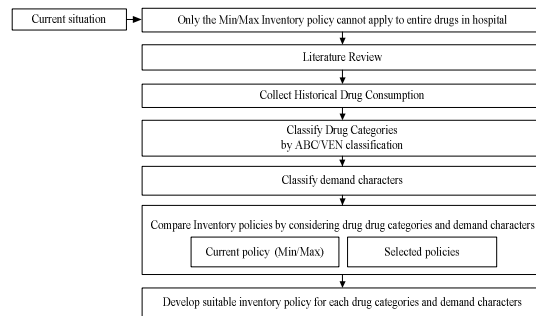 Current situation
Only the Min/Max Inventory policy cannot apply to entire drugs in hospital
Literature Review
Collect Historical Drug Consumption
Classify Drug Categories
by ABC/VEN classification
Classify demand characters
Compare Inventory policies by considering drug drug categories and demand characters
Current policy (Min/Max)
Selected policies
Develop suitable inventory policy for each drug categories and demand characters